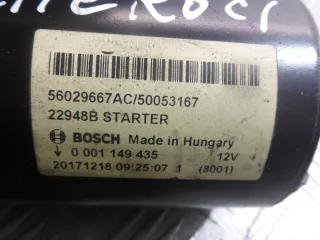 56029667AC/50053167
22948B STARTER
BOSCH Made in Hungary
0 001 149 435 12V
20171218 09:25:07 1 (8001)